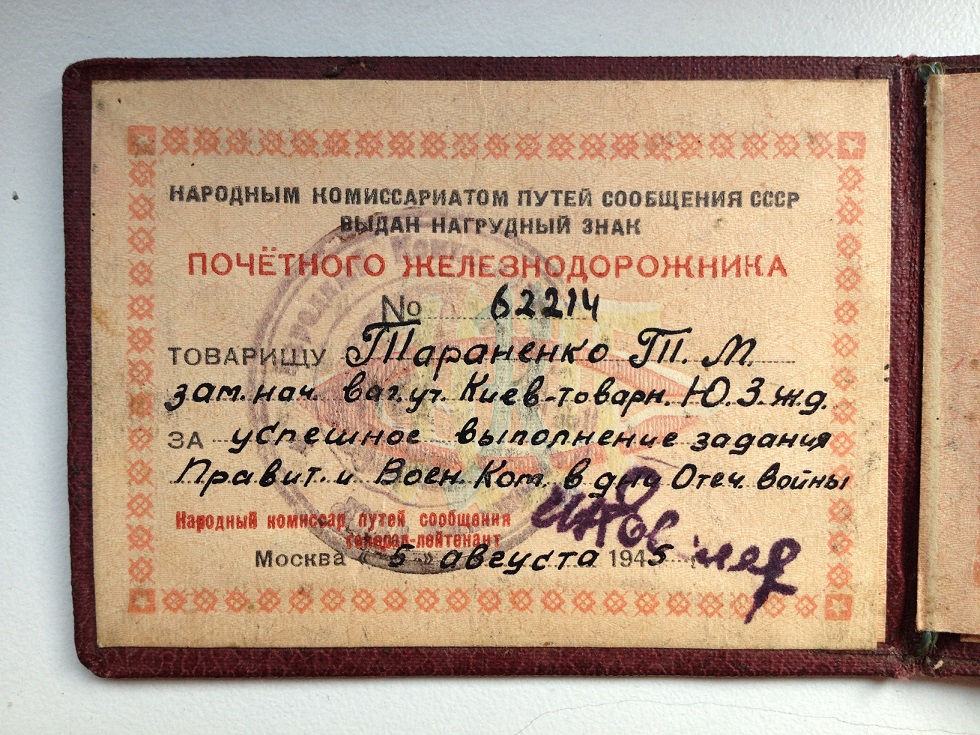 НАРОДНЫМ КОМИССАРИАТОМ ПУТЕЙ СООБЩЕНИЯ СССР
ВЫДАН НАГРУДНЫЙ ЗНАК
ПОЧЁТНОГО ЖЕЛЕЗНОДОРОЖНИКА
№ 62214
ТОВАРИЩУ Тараненко Т. М.
зам. нач. ваг. уч. Киев-товарн. Ю. З. ж.д.
ЗА успешное выполнение задания
Правит. и Воен. Ком. в дни Отеч. войны
Народный комиссар путей сообщения
генерал-лейтенант
Москва «5» августа 1945